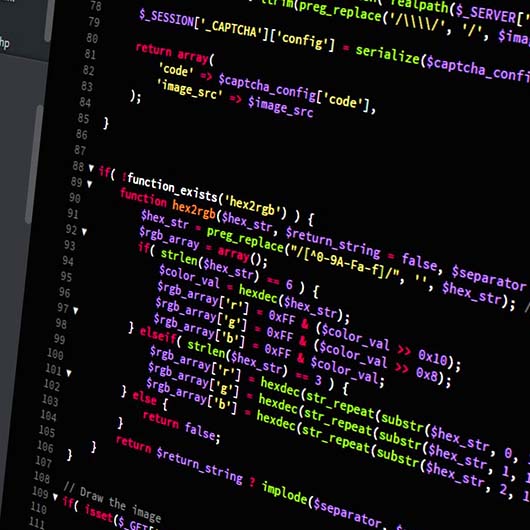 hp
78 ltrim(preg_replace('/\\\\/', '/', $ima
79 realpath($_SERVER['
80 $_SESSION['_CAPTCHA']['config'] = serialize($captcha_confi
81 return array(
82 'code' => $captcha_config['code'],
83 'image_src' => $image_src
84 );
85 }
86
87
88 if( !function_exists('hex2rgb') ) {
89 function hex2rgb($hex_str, $return_string = false, $separator
90 $hex_str = preg_replace("/[^0-9A-Fa-f]/", '', $hex_str); /
91 $rgb_array = array();
92 if( strlen($hex_str) == 6 ) {
93 $color_val = hexdec($hex_str);
94 $rgb_array['r'] = 0xFF & ($color_val >> 0x10);
95 $rgb_array['g'] = 0xFF & ($color_val >> 0x8);
96 $rgb_array['b'] = 0xFF & $color_val;
97 } elseif( strlen($hex_str) == 3 ) {
98 $rgb_array['r'] = hexdec(str_repeat(substr($hex_str, 0,
99 $rgb_array['g'] = hexdec(str_repeat(substr($hex_str, 1, 1
100 $rgb_array['b'] = hexdec(str_repeat(substr($hex_str, 2, 1
101 } else {
102 return false;
103 }
104 return $return_string ? implode($separator,
105 }
106 }
107
108 // Draw the image
109 if( isset($_GET[
110
111